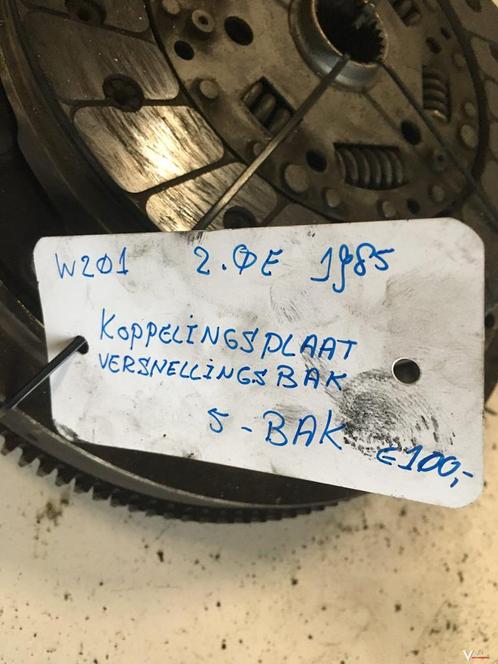 W201 2.0E 1985
KOPPELINGSPLAAT
VERSNELLINGSBAK
5-BAK €100,-